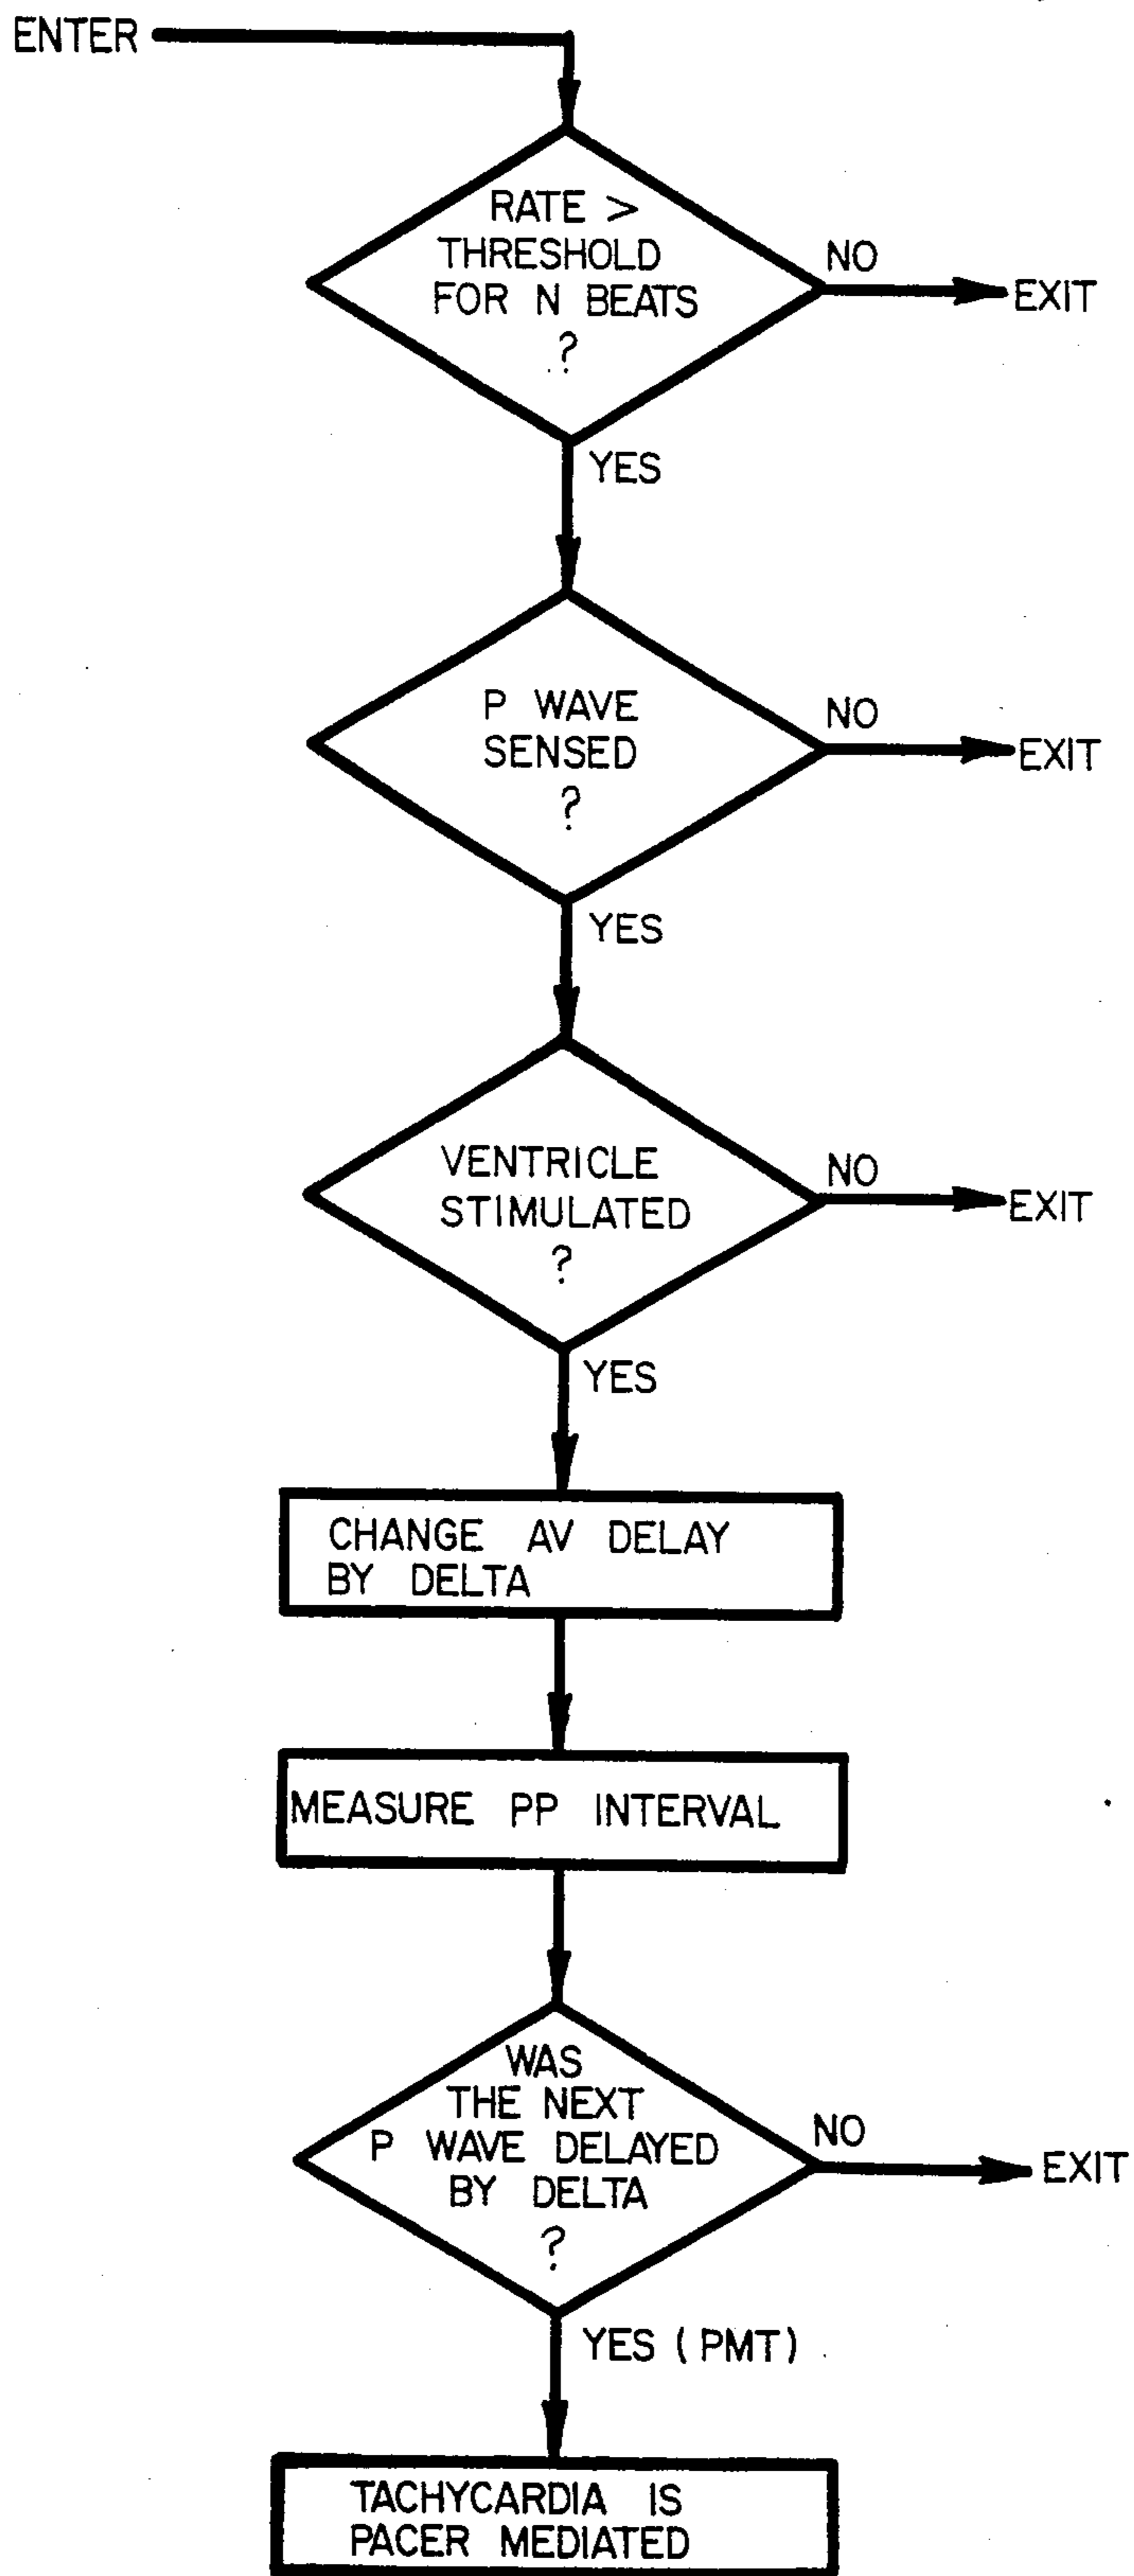 ENTER
RATE >
THRESHOLD
FOR N BEATS
?
NO
EXIT
YES
P WAVE
SENSED
?
NO
EXIT
YES
VENTRICLE
STIMULATED
?
NO
EXIT
YES
CHANGE AV DELAY
BY DELTA
MEASURE PP INTERVAL
WAS
THE NEXT
P WAVE DELAYED
BY DELTA
?
NO
EXIT
YES (PMT)
TACHYCARDIA IS
PACER MEDIATED